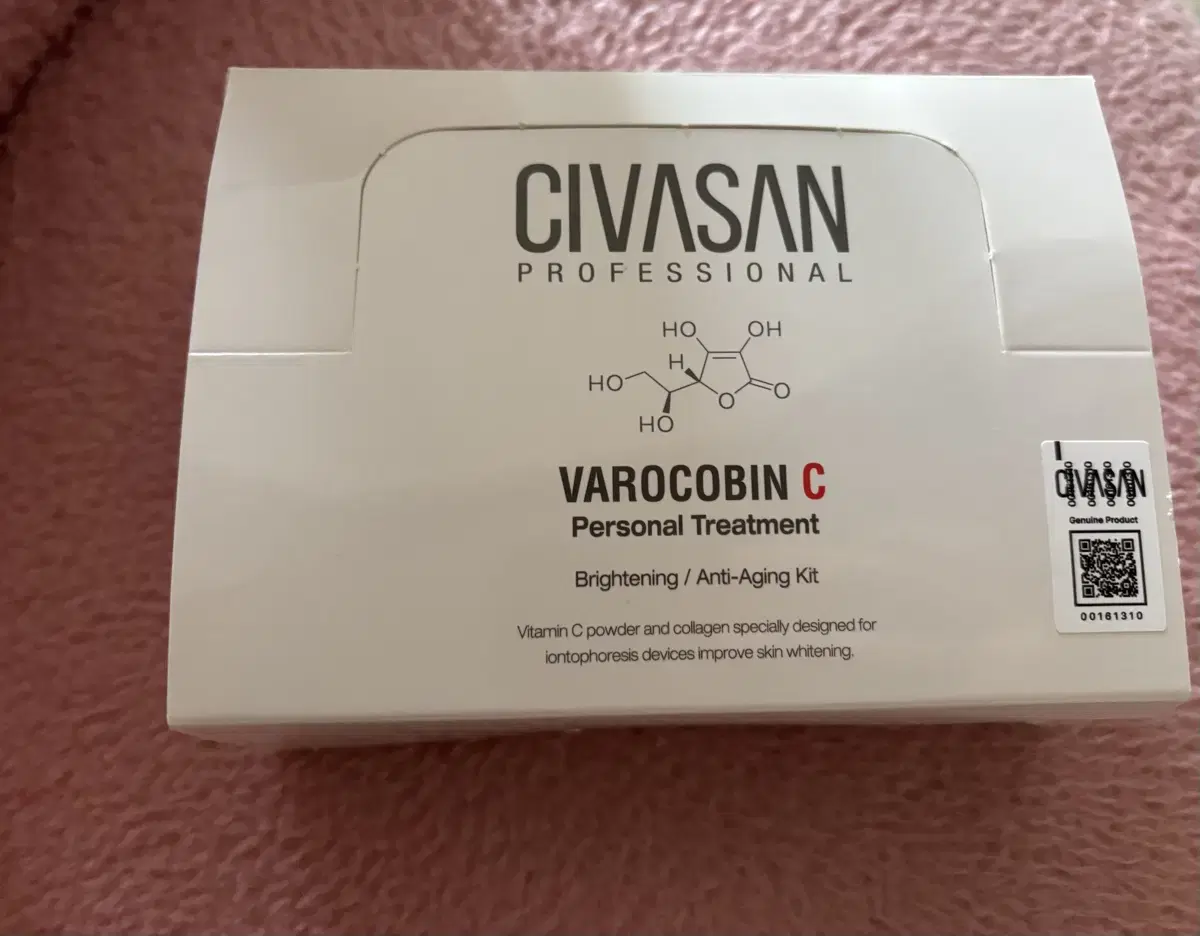 CIVASAN
PROFESSIONAL
HO
OH
H
HO
O
O
HO
VAROCOBIN C
Personal Treatment
Brightening / Anti-Aging Kit
Vitamin C powder and collagen specially designed for
iontophoresis devices improve skin whitening.
CIVASAN
Genuine Product
00161310